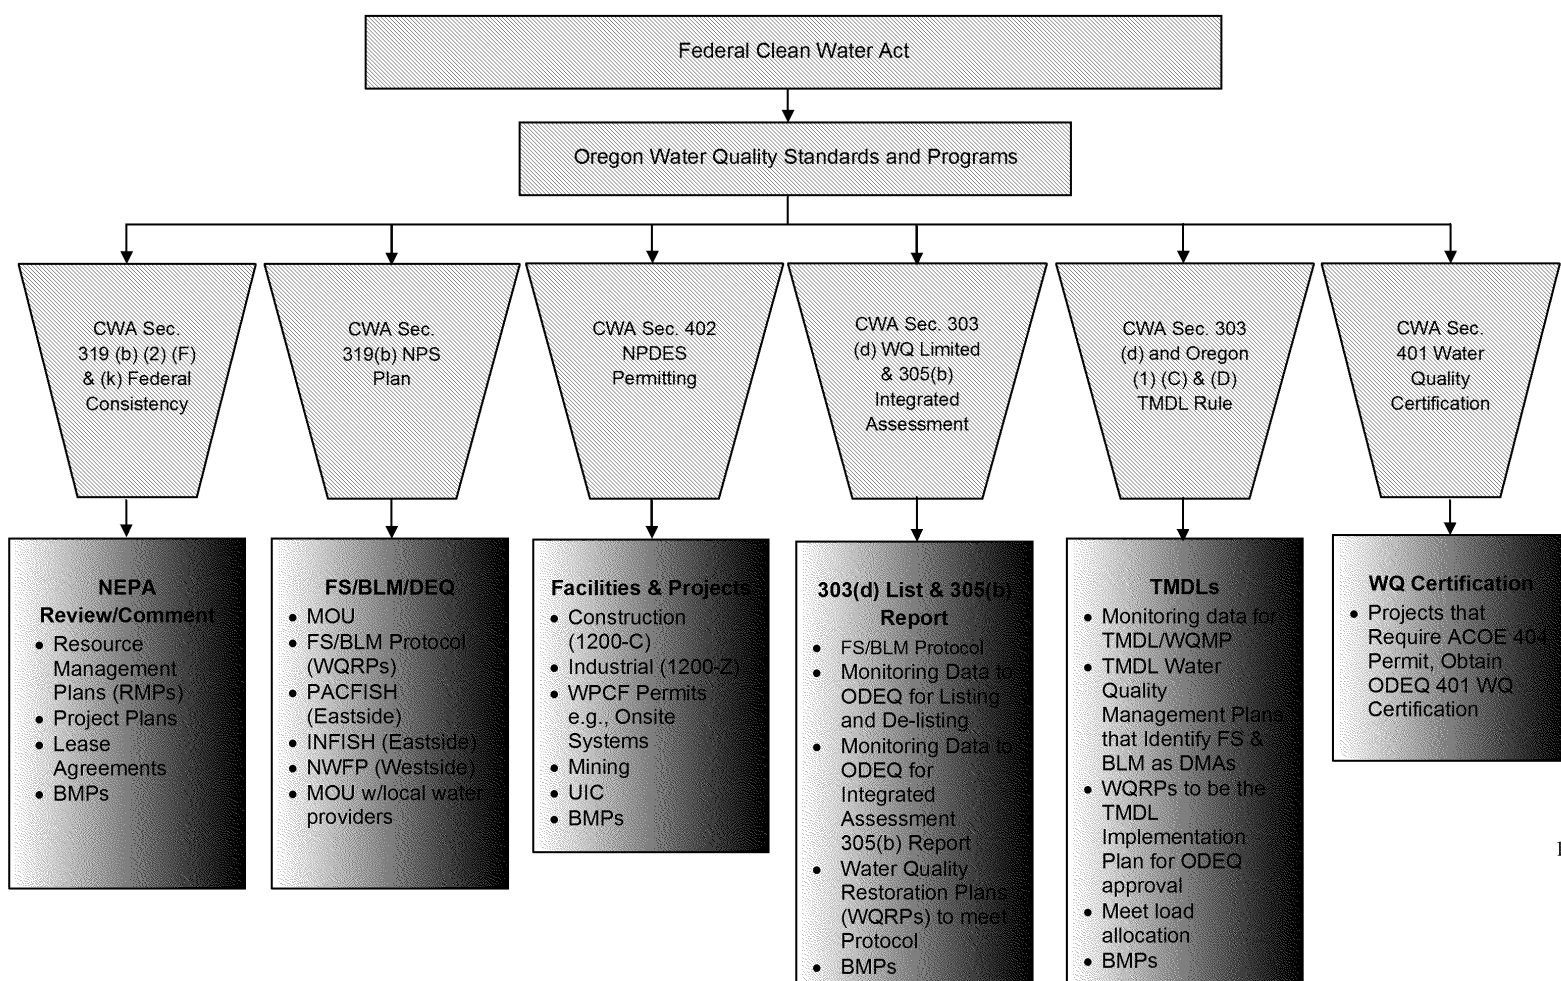 Federal Clean Water Act
Oregon Water Quality Standards and Programs
CWA Sec.
319 (b) (2) (F)
& (k) Federal
Consistency
CWA Sec.
319(b) NPS
Plan
CWA Sec. 402
NPDES
Permitting
CWA Sec. 303
(d) WQ Limited
& 305(b)
Integrated
Assessment
CWA Sec. 303
(d) and Oregon
(1) (C) & (D)
TMDL Rule
CWA Sec.
401 Water
Quality
Certification
NEPA
Review/Comment
• Resource
Management
Plans (RMPs)
• Project Plans
• Lease
Agreements
• BMPs
FS/BLM/DEQ
• MOU
• FS/BLM Protocol
(WQRPs)
• PACFISH
(Eastside)
• INFISH (Eastside)
• NWFP (Westside)
• MOU w/local water
providers
Facilities & Projects
• Construction
(1200-C)
• Industrial (1200-Z)
• WPCF Permits
e.g., Onsite
Systems
• Mining
• UIC
• BMPs
303(d) List & 305(b)
Report
• FS/BLM Protocol
• Monitoring Data to
ODEQ for Listing
and De-listing
• Monitoring Data to
ODEQ for
Integrated
Assessment
305(b) Report
• Water Quality
Restoration Plans
(WQRPs) to meet
Protocol
• BMPs
TMDLs
• Monitoring data for
TMDL/WQMP
• TMDL Water
Quality
Management Plans
that Identify FS &
BLM as DMAs
• WQRPs to be the
TMDL
Implementation
Plan for ODEQ
approval
• Meet load
allocation
• BMPs
WQ Certification
• Projects that
Require ACOE 404
Permit, Obtain
ODEQ 401 WQ
Certification